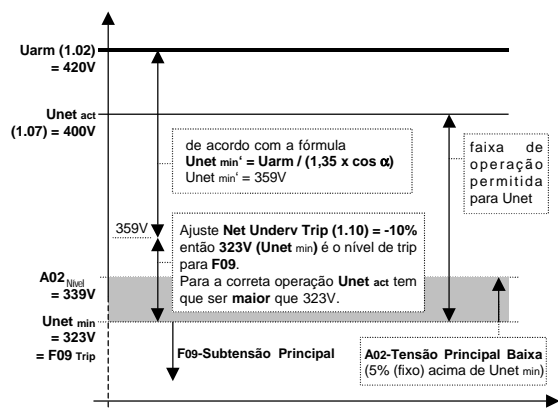 Uarm (1.02)
= 420V
Unet act
(1.07) = 400V
de acordo com a fórmula
Unet min‘ = Uarm / (1,35 x cos α)
Unet min‘ = 359V
faixa de
operação
permitida
para Unet
359V
Ajuste Net Underv Trip (1.10) = -10%
então 323V (Unet min) é o nível de trip
para F09.
Para a correta operação Unet act tem
que ser maior que 323V.
A02 Nível
= 339V
Unet min
= 323V
= F09 Trip
F09-Subtensão Principal
A02-Tensão Principal Baixa
(5% (fixo) acima de Unet min)